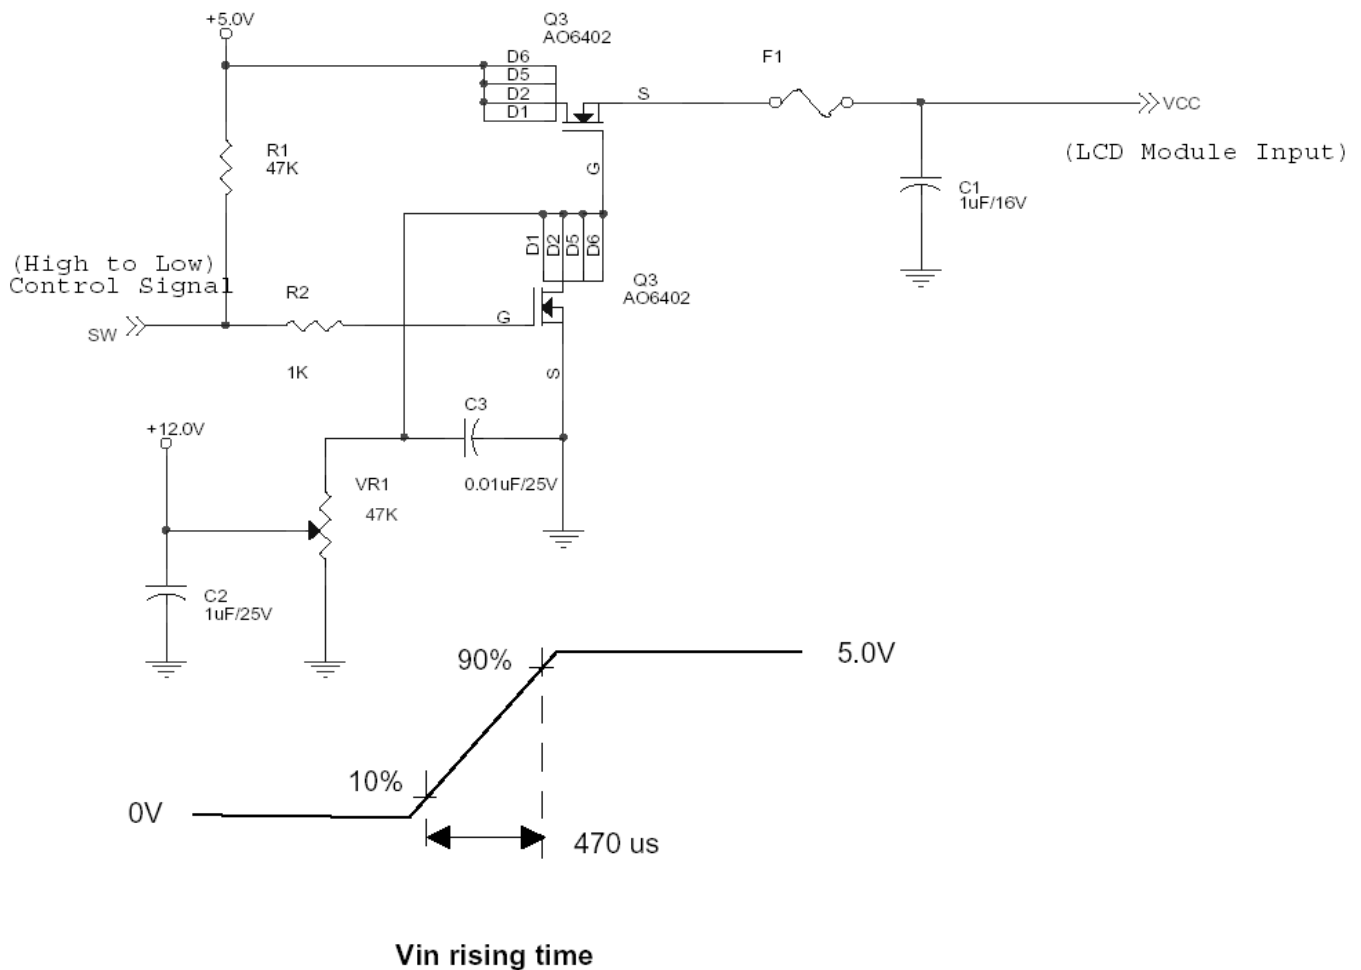 +5.0V
Q3
AO6402
D6
D5
D2
D1
S
F1
VCC
(LCD Module Input)
R1
47K
G
C1
1uF/16V
D1
D2
D5
D6
(High to Low)
Control Signal
Q3
AO6402
R2
G
SW
1K
S
C3
+12.0V
VR1
47K
0.01uF/25V
C2
1uF/25V
90%
5.0V
10%
0V
470 us
Vin rising time